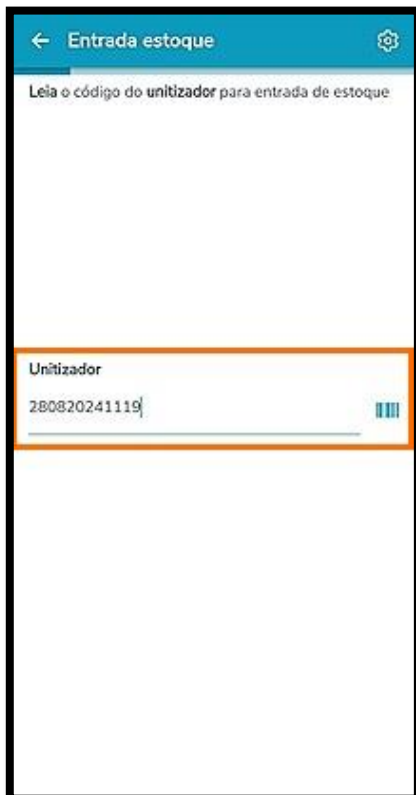 Entrada estoque
Leia o código do unitizador para entrada de estoque
Unitizador
280820241119